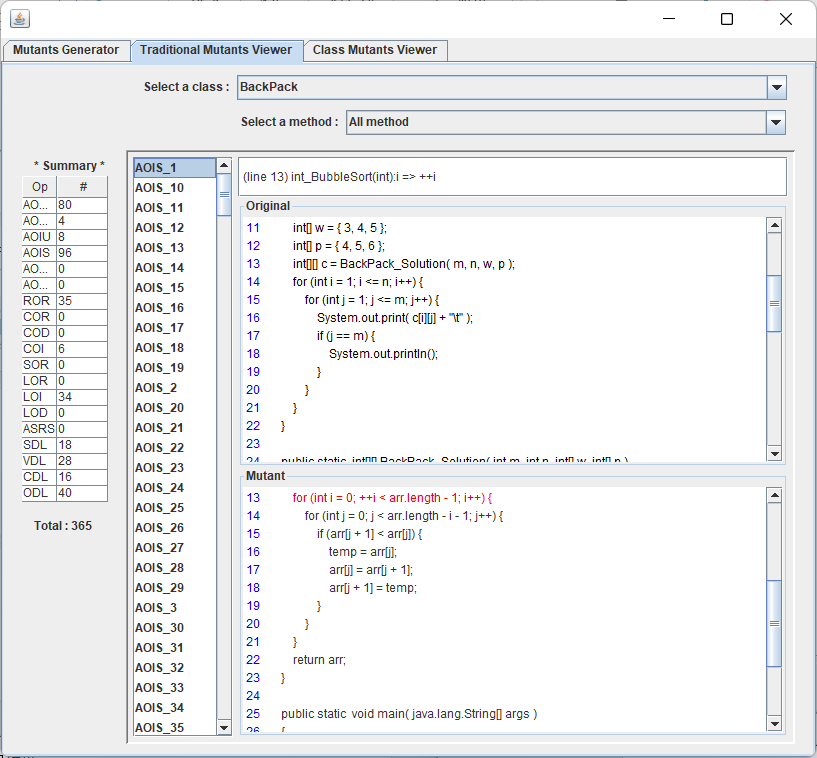 Mutants Generator Traditional Mutants Viewer Class Mutants Viewer
Select a class : BackPack
Select a method : All method
* Summary *
Op #
AO... 80
AO... 4
AOIU 8
AOIS 96
AO... 0
AO... 0
ROR 35
COR 0
COD 0
COI 6
SOR 0
LOR 0
LOI 34
LOD 0
ASRS 0
SDL 18
VDL 28
CDL 16
ODL 40
Total : 365
AOIS_1
AOIS_10
AOIS_11
AOIS_12
AOIS_13
AOIS_14
AOIS_15
AOIS_16
AOIS_17
AOIS_18
AOIS_19
AOIS_2
AOIS_20
AOIS_21
AOIS_22
AOIS_23
AOIS_24
AOIS_25
AOIS_26
AOIS_27
AOIS_28
AOIS_29
AOIS_3
AOIS_30
AOIS_31
AOIS_32
AOIS_33
AOIS_34
AOIS_35
(line 13) int_BubbleSort(int):i => ++i
Original
11 int[] w = { 3, 4, 5 };
12 int[] p = { 4, 5, 6 };
13 int[][] c = BackPack_Solution( m, n, w, p );
14 for (int i = 1; i <= n; i++) {
15 for (int j = 1; j <= m; j++) {
16 System.out.print( c[i][j] + "\t" );
17 if (j == m) {
18 System.out.println();
19 }
20 }
21 }
22 }
23
24 public static int[][] BackPack_Solution( int m, int n, int[] w, int[] p )
Mutant
13 for (int i = 0; ++i < arr.length - 1; i++) {
14 for (int j = 0; j < arr.length - i - 1; j++) {
15 if (arr[j + 1] < arr[j]) {
16 temp = arr[j];
17 arr[j] = arr[j + 1];
18 arr[j + 1] = temp;
19 }
20 }
21 }
22 return arr;
23 }
24
25 public static void main( java.lang.String[] args )
26 {